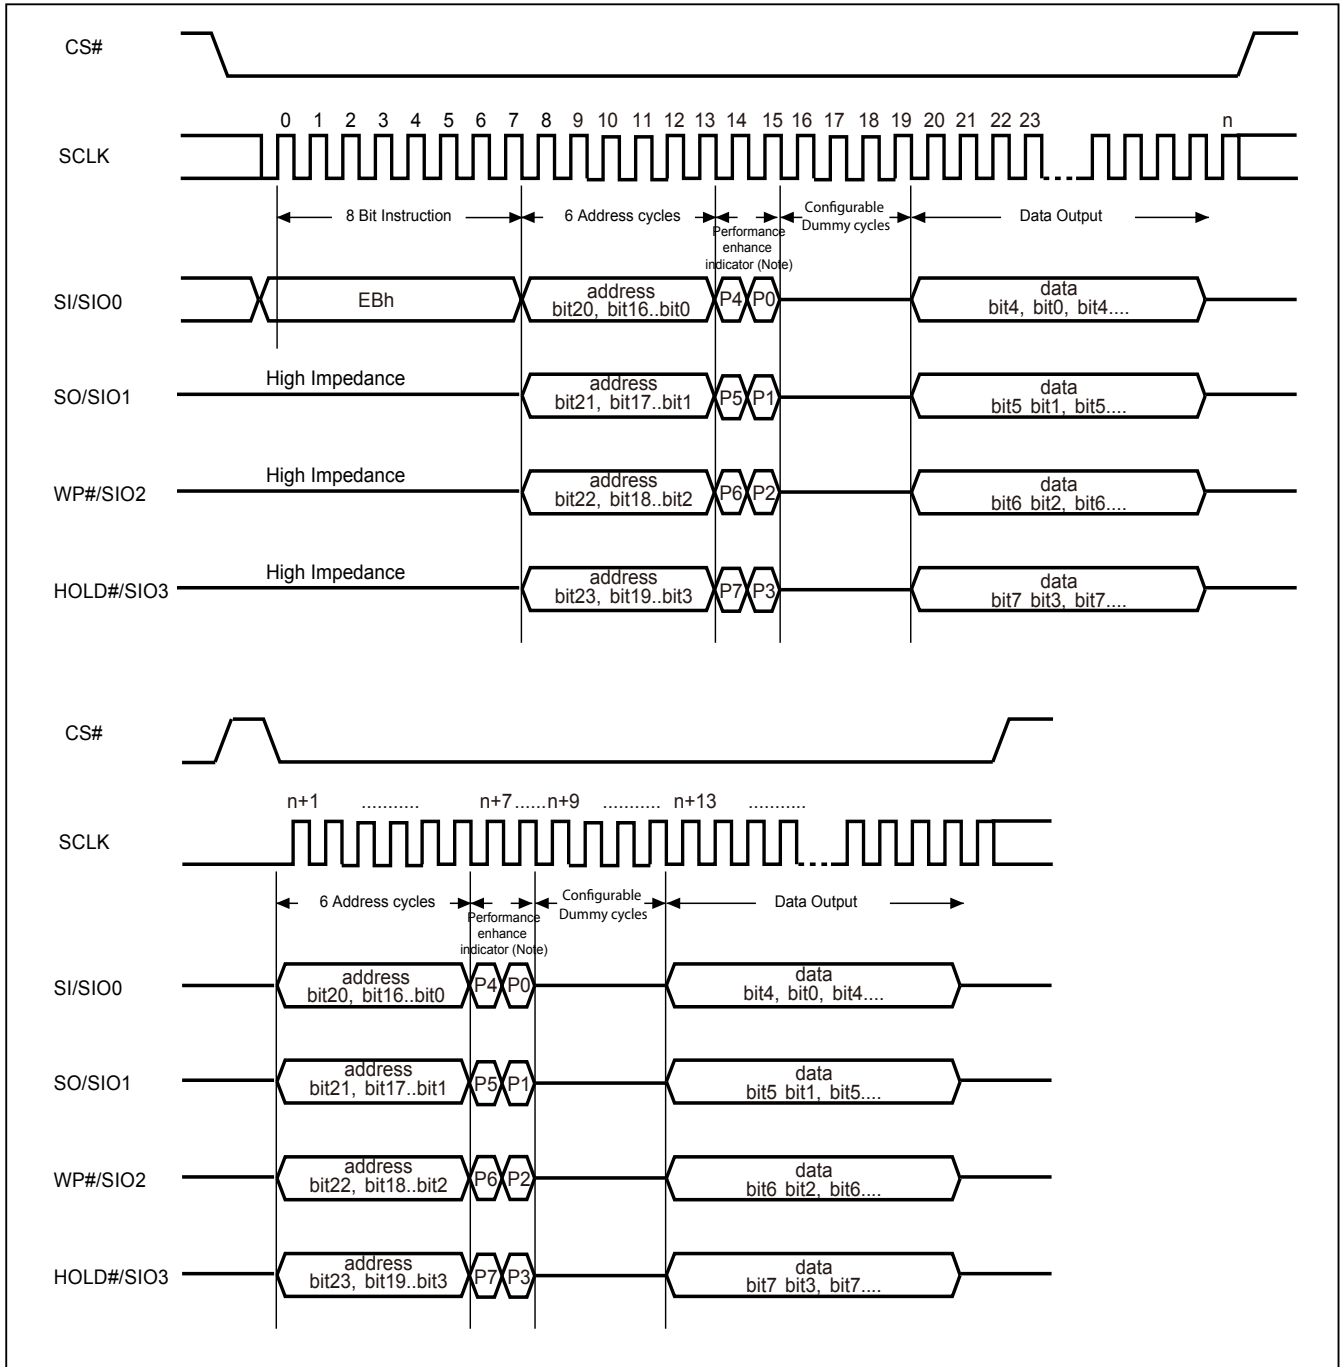 CS#
0 1 2 3 4 5 6 7 8 9 10 11 12 13 14 15 16 17 18 19 20 21 22 23 n
SCLK
8 Bit Instruction 6 Address cycles Configurable Dummy cycles Data Output
Performance
enhance
indicator (Note)
SI/SIO0 EBh address P4 P0 data
bit20, bit16..bit0 bit4, bit0, bit4....
High Impedance
SO/SIO1 address P5 P1 data
bit21, bit17..bit1 bit5 bit1, bit5....
High Impedance
WP#/SIO2 address P6 P2 data
bit22, bit18..bit2 bit6 bit2, bit6....
High Impedance
HOLD#/SIO3 address P7 P3 data
bit23, bit19..bit3 bit7 bit3, bit7....
CS#
n+1 ........... n+7......n+9 ........... n+13 ...........
SCLK
6 Address cycles Configurable Dummy cycles Data Output
Performance
enhance
indicator (Note)
SI/SIO0 address P4 P0 data
bit20, bit16..bit0 bit4, bit0, bit4....
SO/SIO1 address P5 P1 data
bit21, bit17..bit1 bit5 bit1, bit5....
WP#/SIO2 address P6 P2 data
bit22, bit18..bit2 bit6 bit2, bit6....
HOLD#/SIO3 address P7 P3 data
bit23, bit19..bit3 bit7 bit3, bit7....